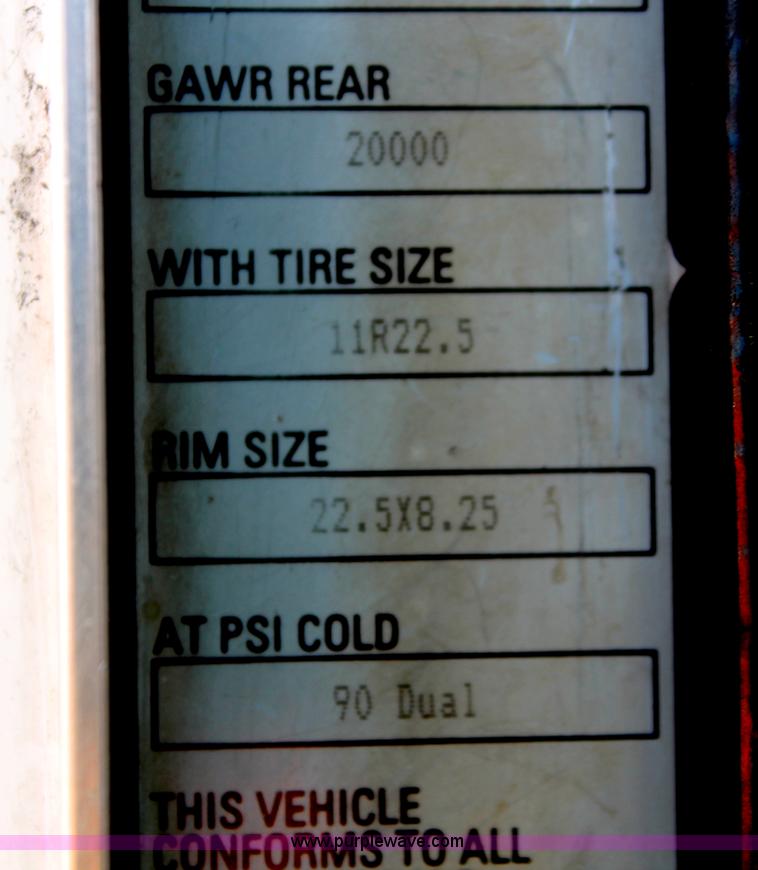 GAWR REAR
20000
WITH TIRE SIZE
11R22.5
RIM SIZE
22.5X8.25
AT PSI COLD
90 Dual
THIS VEHICLE
CONFORMS TO ALL
www.purplewave.com